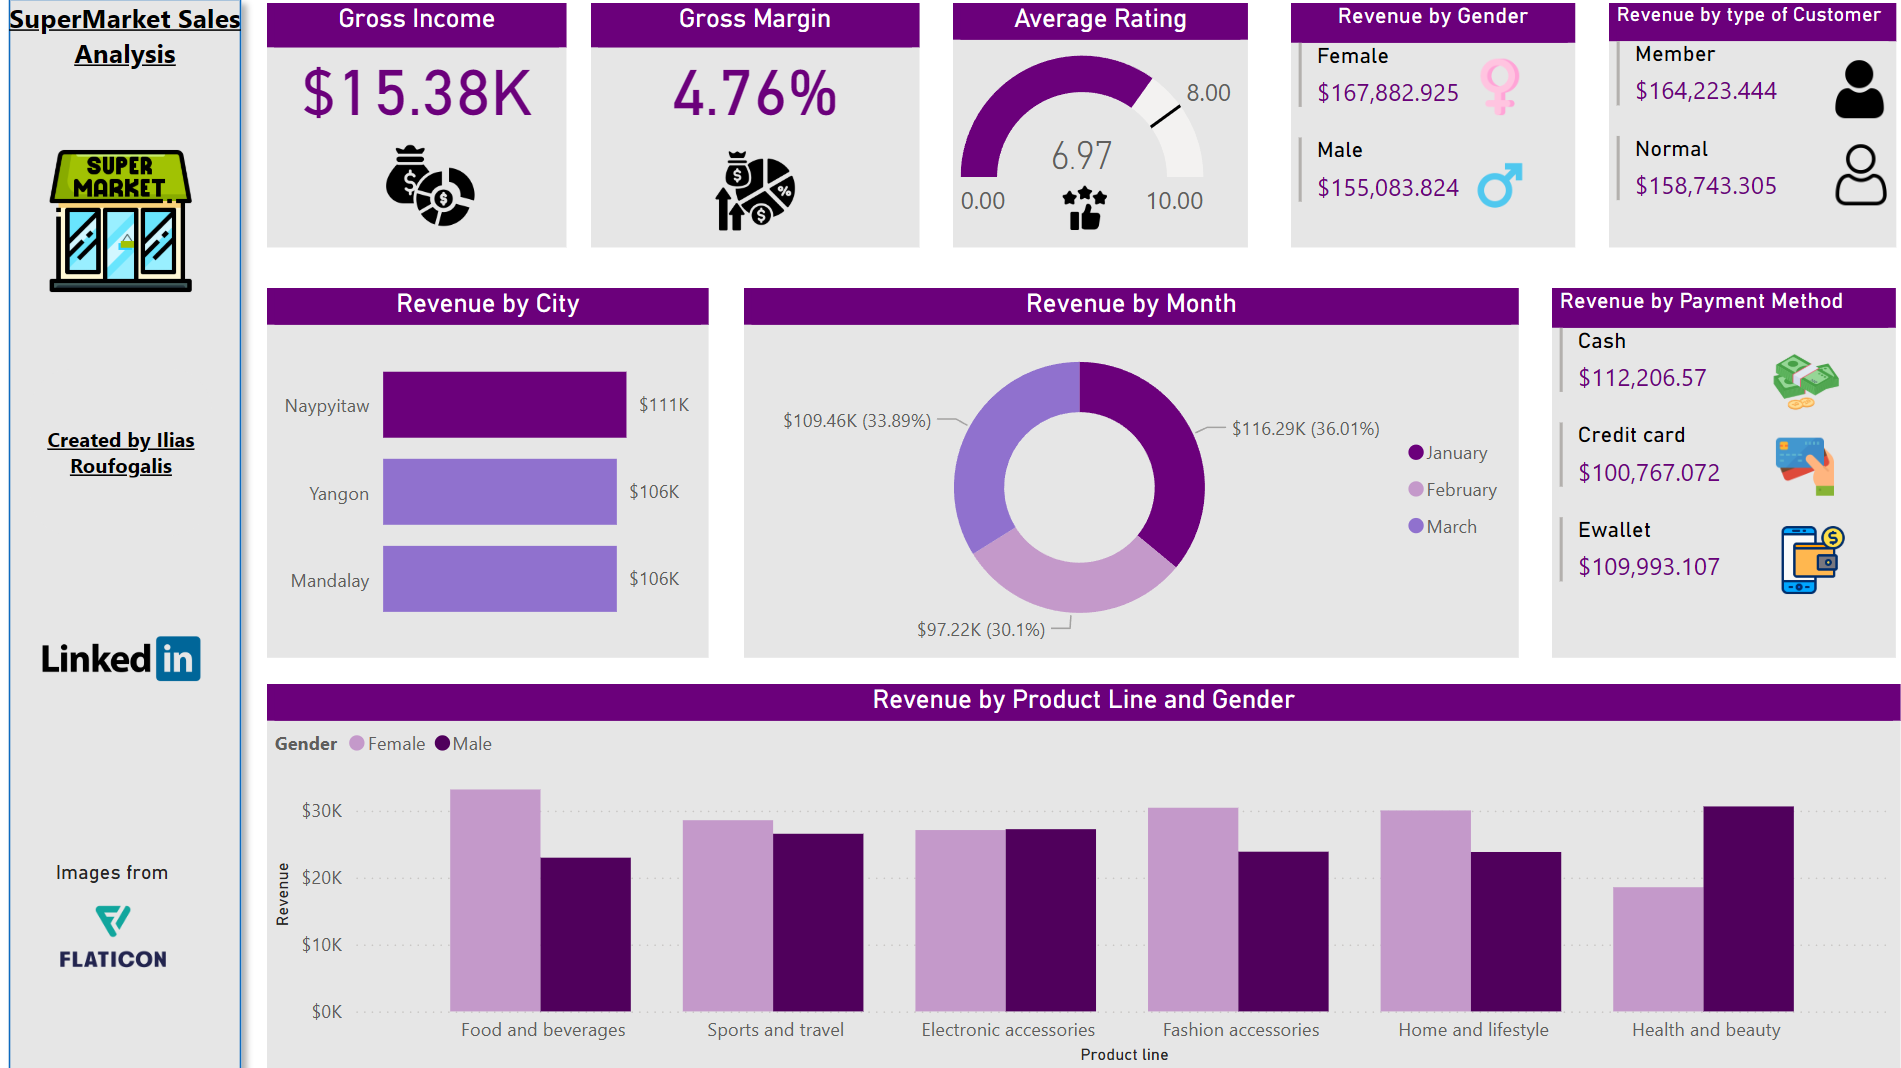 SuperMarket Sales
Analysis
SUPER
MARKET
Created by Ilias
Roufogalis
Linked in
Images from
FLATICON
Gross Income
$15.38K
Gross Margin
4.76%
Average Rating
8.00
6.97
0.00
10.00
Revenue by Gender
Female
$167,882.925
Male
$155,083.824
Revenue by type of Customer
Member
$164,223.444
Normal
$158,743.305
Revenue by City
Naypyitaw
$111K
Yangon
$106K
Mandalay
$106K
Revenue by Month
$109.46K (33.89%)
$116.29K (36.01%)
$97.22K (30.1%)
January
February
March
Revenue by Payment Method
Cash
$112,206.57
Credit card
$100,767.072
Ewallet
$109,993.107
Revenue by Product Line and Gender
Gender Female Male
Revenue
$30K
$20K
$10K
$0K
Food and beverages
Sports and travel
Electronic accessories
Fashion accessories
Home and lifestyle
Health and beauty
Product line